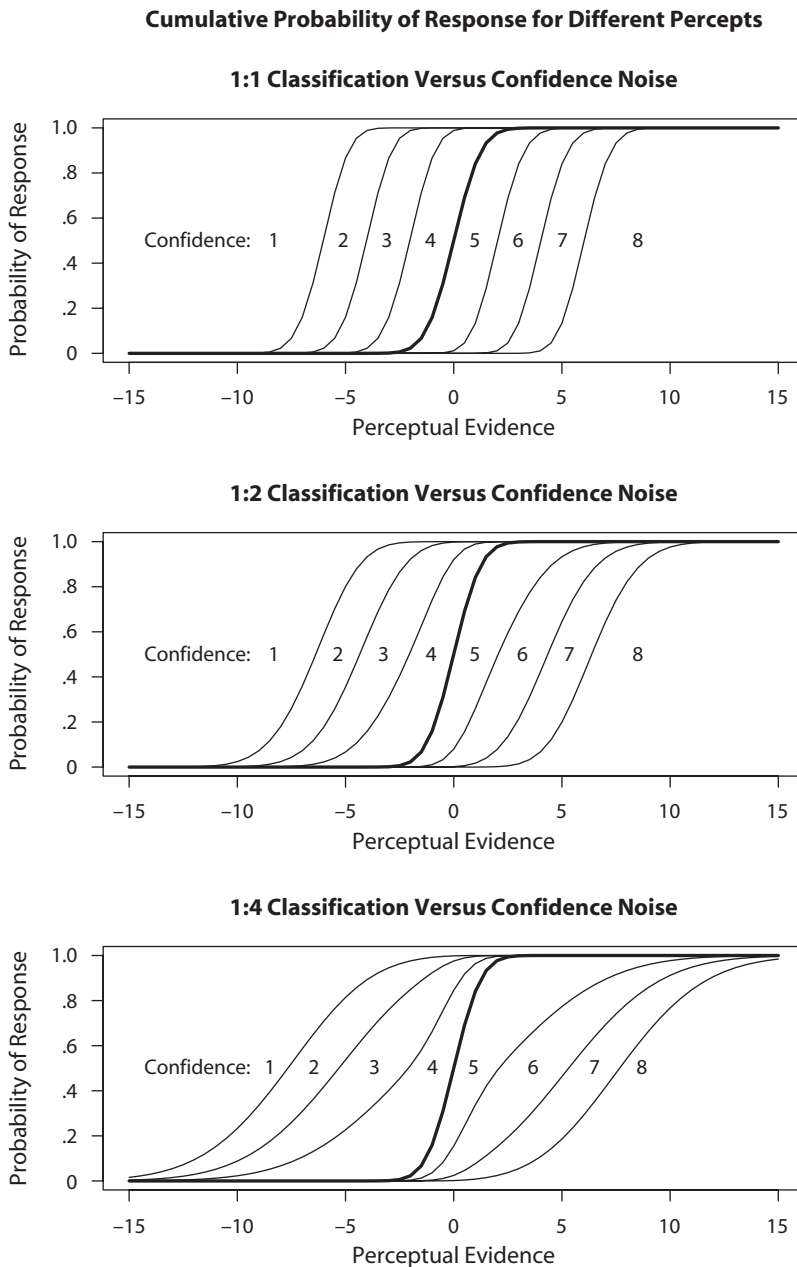 Cumulative Probability of Response for Different Percepts
1:1 Classification Versus Confidence Noise
Probability of Response
1.0
.8
.6
.4
.2
0
Confidence: 1 2 3 4 5 6 7 8
–15 –10 –5 0 5 10 15
Perceptual Evidence
1:2 Classification Versus Confidence Noise
Probability of Response
1.0
.8
.6
.4
.2
0
Confidence: 1 2 3 4 5 6 7 8
–15 –10 –5 0 5 10 15
Perceptual Evidence
1:4 Classification Versus Confidence Noise
Probability of Response
1.0
.8
.6
.4
.2
0
Confidence: 1 2 3 4 5 6 7 8
–15 –10 –5 0 5 10 15
Perceptual Evidence